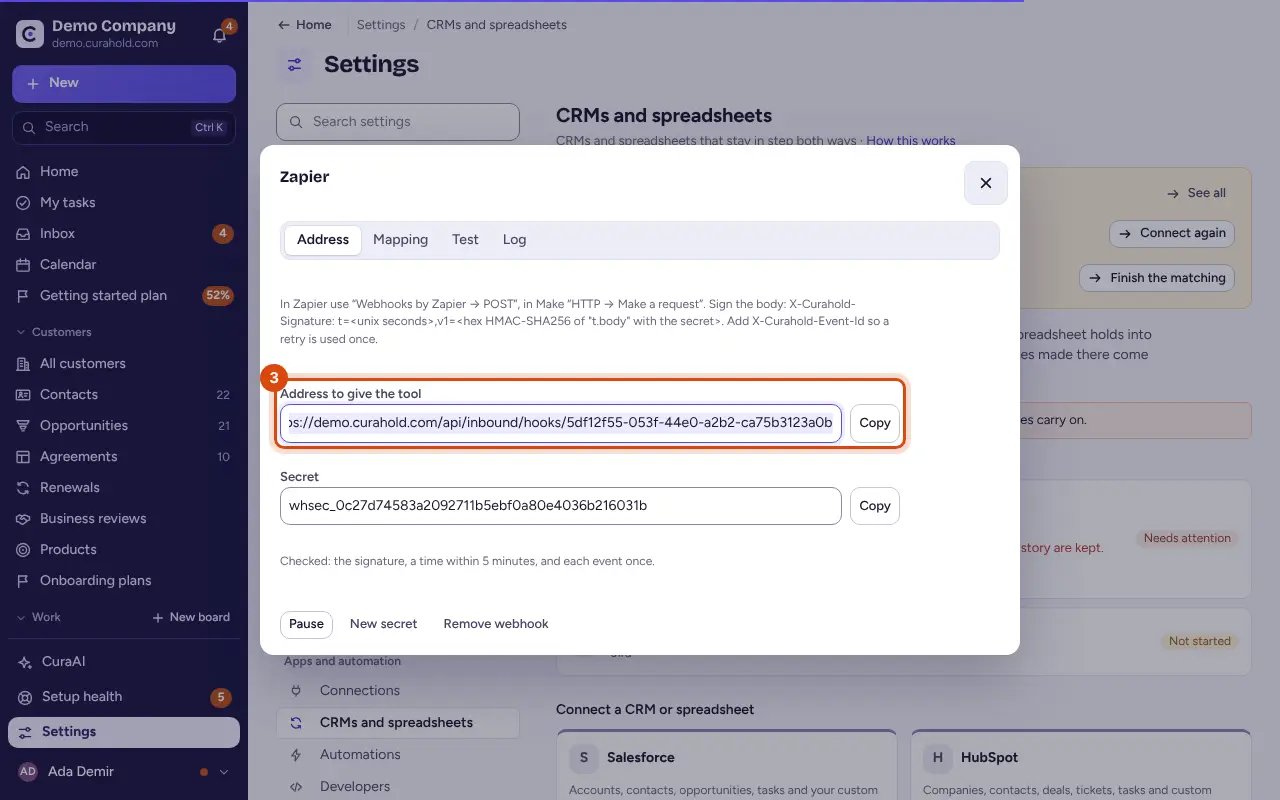 Demo Company
demo.curahold.com
4
New
Search
Ctrl K
Home
My tasks
Inbox
4
Calendar
Getting started plan
52%
Customers
All customers
Contacts
22
Opportunities
21
Agreements
10
Renewals
Business reviews
Products
Onboarding plans
Work
New board
CuraAI
Setup health
5
Settings
AD
Ada Demir
Home
Settings / CRMs and spreadsheets
Settings
Search settings
CRMs and spreadsheets
CRMs and spreadsheets that stay in step both ways · How this works
See all
Connect again
Finish the matching
preadsheet holds into
es made there come
es carry on.
story are kept.
Needs attention
Not started
Zapier
Address
Mapping
Test
Log
In Zapier use "Webhooks by Zapier → POST", in Make "HTTP → Make a request". Sign the body: X-Curahold-
Signature: t=<unix seconds>,v1=<hex HMAC-SHA256 of "t.body" with the secret>. Add X-Curahold-Event-Id so a
retry is used once.
3
Address to give the tool
ps://demo.curahold.com/api/inbound/hooks/5df12f55-053f-44e0-a2b2-ca75b3123a0b
Copy
Secret
whsec_0c27d74583a2092711b5ebf0a80e4036b216031b
Copy
Checked: the signature, a time within 5 minutes, and each event once.
Pause
New secret
Remove webhook
Apps and automation
Connections
CRMs and spreadsheets
Automations
Developers
Connect a CRM or spreadsheet
S
Salesforce
Accounts, contacts, opportunities, tasks and your custom
H
HubSpot
Companies, contacts, deals, tickets, tasks and custom